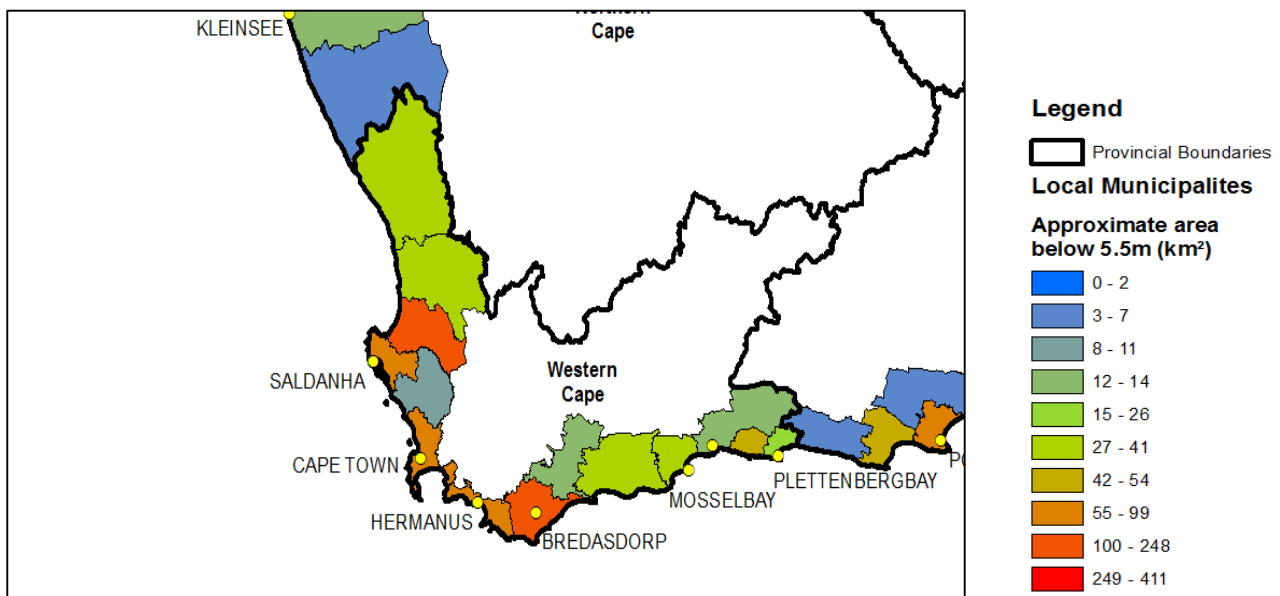 KLEINSEE
Northern
Cape
SALDANHA
Western
Cape
CAPE TOWN
PLETTENBERGBAY
MOSSELBAY
HERMANUS
BREDASDORP
Legend
Provincial Boundaries
Local Municipalites
Approximate area
below 5.5m (km²)
0 - 2
3 - 7
8 - 11
12 - 14
15 - 26
27 - 41
42 - 54
55 - 99
100 - 248
249 - 411